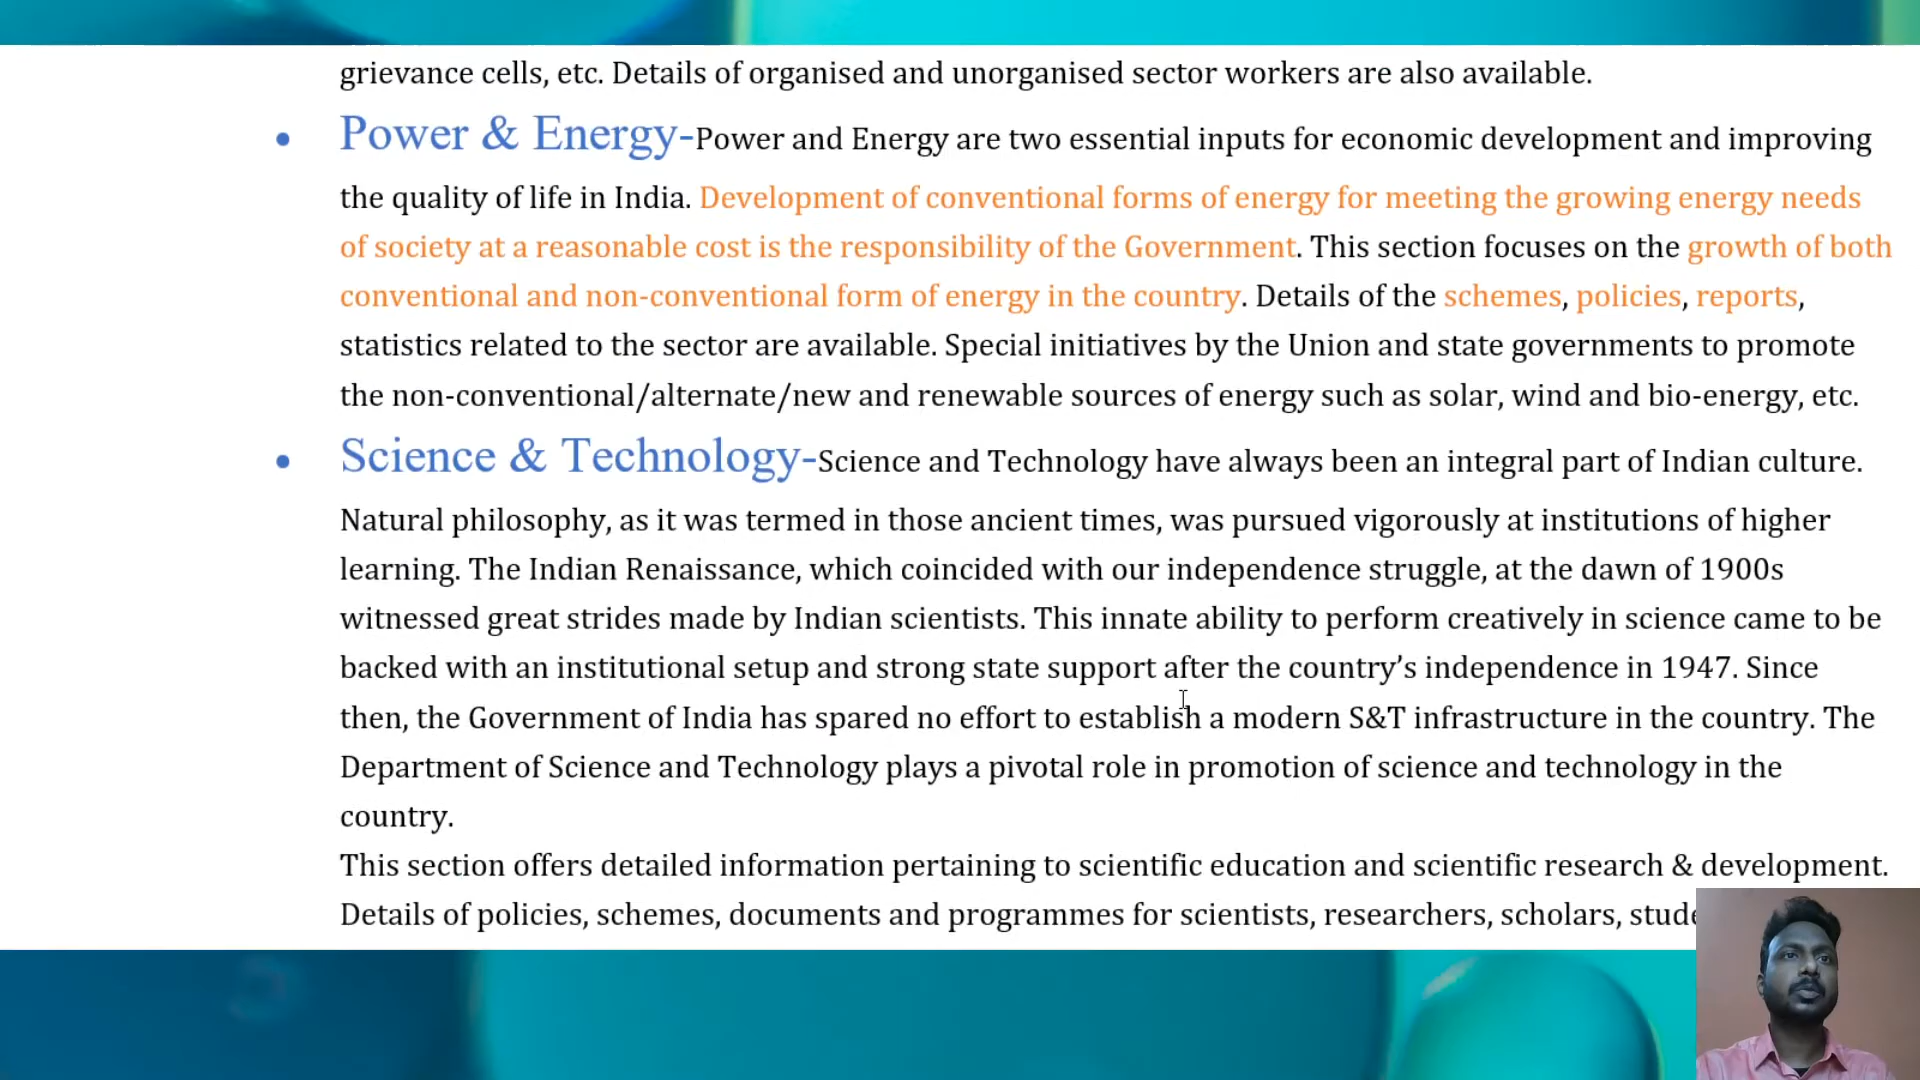 grievance cells, etc. Details of organised and unorganised sector workers are also available.
• Power & Energy-Power and Energy are two essential inputs for economic development and improving
the quality of life in India. Development of conventional forms of energy for meeting the growing energy needs
of society at a reasonable cost is the responsibility of the Government. This section focuses on the growth of both
conventional and non-conventional form of energy in the country. Details of the schemes, policies, reports,
statistics related to the sector are available. Special initiatives by the Union and state governments to promote
the non-conventional/alternate/new and renewable sources of energy such as solar, wind and bio-energy, etc.
• Science & Technology-Science and Technology have always been an integral part of Indian culture.
Natural philosophy, as it was termed in those ancient times, was pursued vigorously at institutions of higher
learning. The Indian Renaissance, which coincided with our independence struggle, at the dawn of 1900s
witnessed great strides made by Indian scientists. This innate ability to perform creatively in science came to be
backed with an institutional setup and strong state support after the country’s independence in 1947. Since
then, the Government of India has spared no effort to establish a modern S&T infrastructure in the country. The
Department of Science and Technology plays a pivotal role in promotion of science and technology in the
country.
This section offers detailed information pertaining to scientific education and scientific research & development.
Details of policies, schemes, documents and programmes for scientists, researchers, scholars,